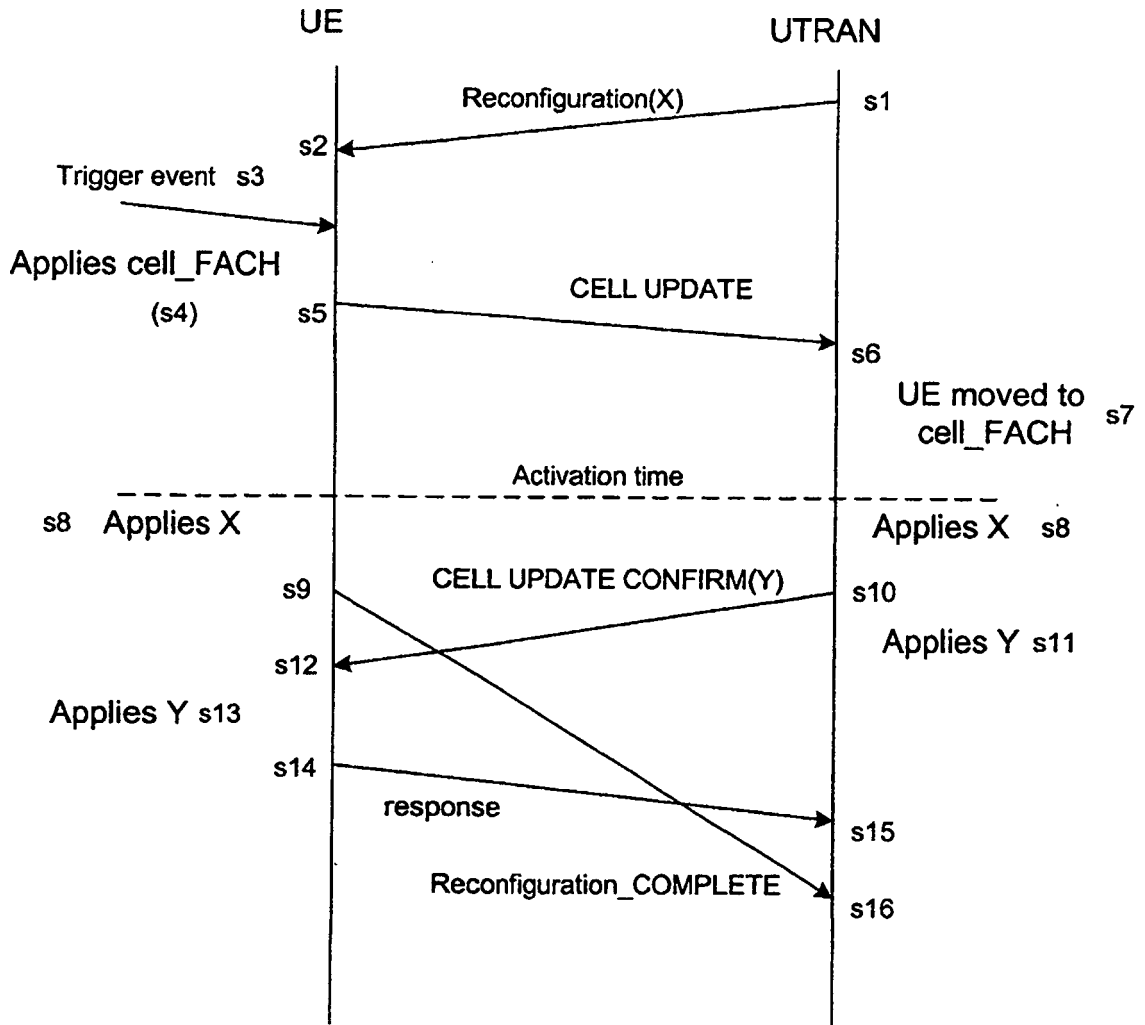 UE
UTRAN
Reconfiguration(X)
s1
s2
Trigger event s3
Applies cell_FACH
(s4)
s5
CELL UPDATE
s6
UE moved to
cell_FACH
s7
Activation time
s8 Applies X
Applies X s8
s9
CELL UPDATE CONFIRM(Y)
s10
s12
Applies Y s11
Applies Y s13
s14
response
s15
Reconfiguration_COMPLETE
s16